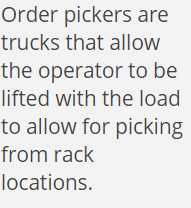 Order pickers are
trucks that allow
the operator to be
lifted with the load
to allow for picking
from rack
locations.